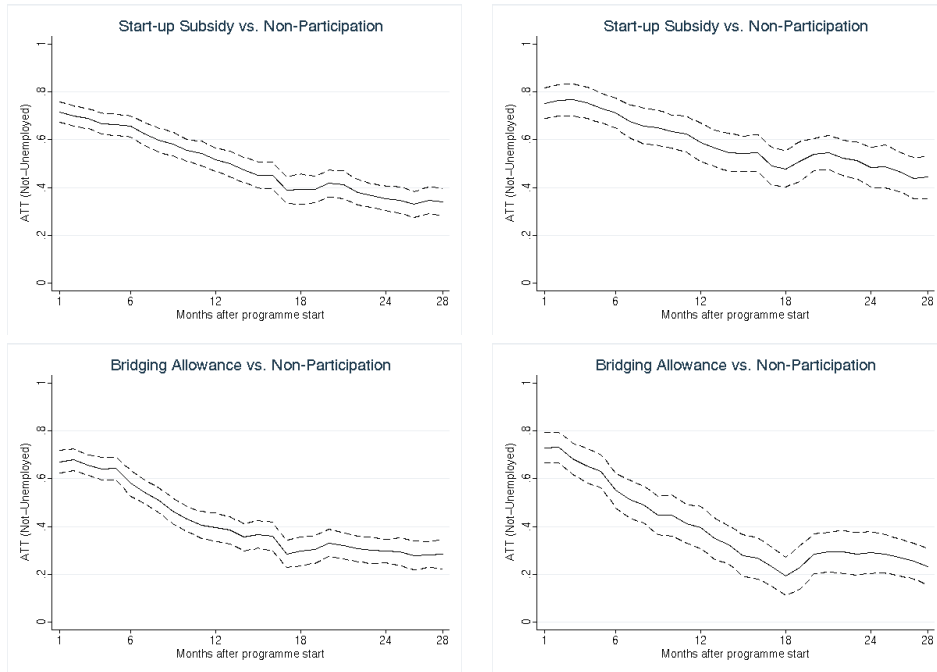 Start-up Subsidy vs. Non-Participation
ATT (Not-Unemployed)
1
.8
.6
.4
.2
0
1 6 12 18 24 28
Months after programme start
Start-up Subsidy vs. Non-Participation
ATT (Not-Unemployed)
1
.8
.6
.4
.2
0
1 6 12 18 24 28
Months after programme start
Bridging Allowance vs. Non-Participation
ATT (Not-Unemployed)
1
.8
.6
.4
.2
0
1 6 12 18 24 28
Months after programme start
Bridging Allowance vs. Non-Participation
ATT (Not-Unemployed)
1
.8
.6
.4
.2
0
1 6 12 18 24 28
Months after programme start